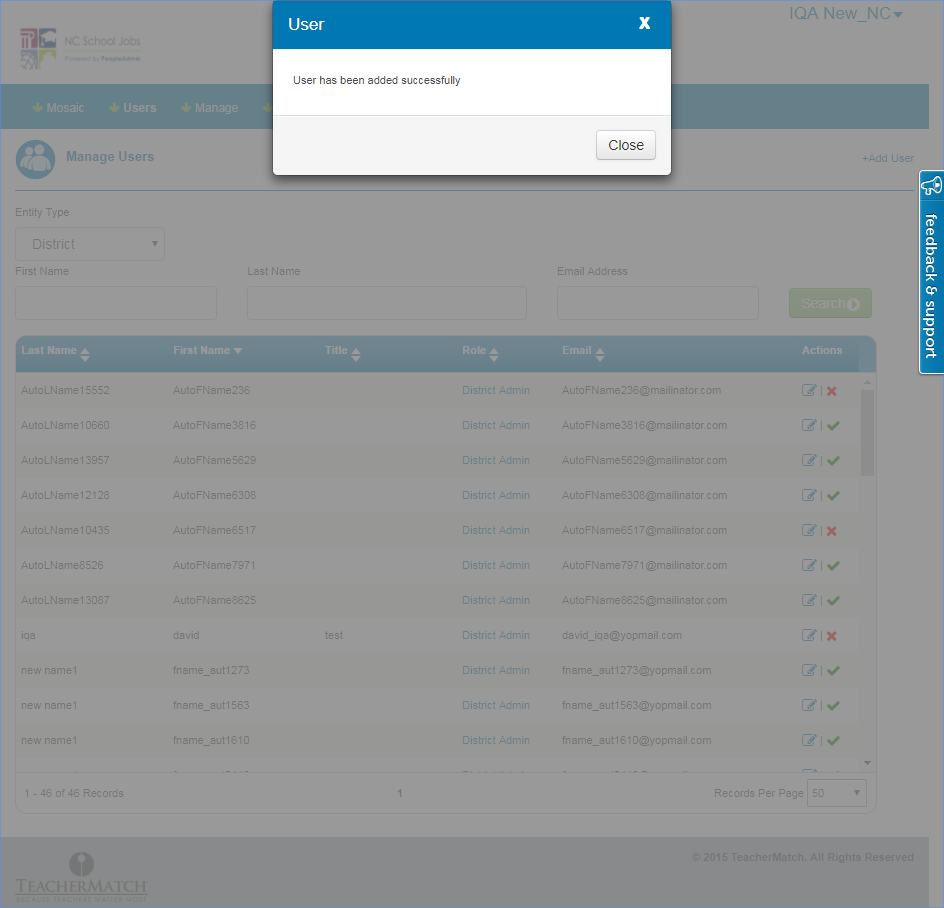 User X
IQA New_NC
NC School Jobs
Powered by PeopleAdmin
User has been added successfully
Mosaic Users Manage
Close
Manage Users
+Add User
feedback & support
Entity Type
District
First Name Last Name Email Address
Search
Last Name First Name Title Role Email Actions
AutoLName15552 AutoFName236 District Admin AutoFName236@mailinator.com |
AutoLName10660 AutoFName3816 District Admin AutoFName3816@mailinator.com |
AutoLName13957 AutoFName5629 District Admin AutoFName5629@mailinator.com |
AutoLName12128 AutoFName6308 District Admin AutoFName6308@mailinator.com |
AutoLName10435 AutoFName6517 District Admin AutoFName6517@mailinator.com |
AutoLName8526 AutoFName7971 District Admin AutoFName7971@mailinator.com |
AutoLName13087 AutoFName8625 District Admin AutoFName8625@mailinator.com |
iqa david test District Admin david_iqa@yopmail.com |
new name1 fname_aut1273 District Admin fname_aut1273@yopmail.com |
new name1 fname_aut1563 District Admin fname_aut1563@yopmail.com |
new name1 fname_aut1610 District Admin fname_aut1610@yopmail.com |
1 - 46 of 46 Records 1 Records Per Page 50
© 2015 TeacherMatch. All Rights Reserved
TEACHERMATCH
BECAUSE TEACHERS MATTER MOST